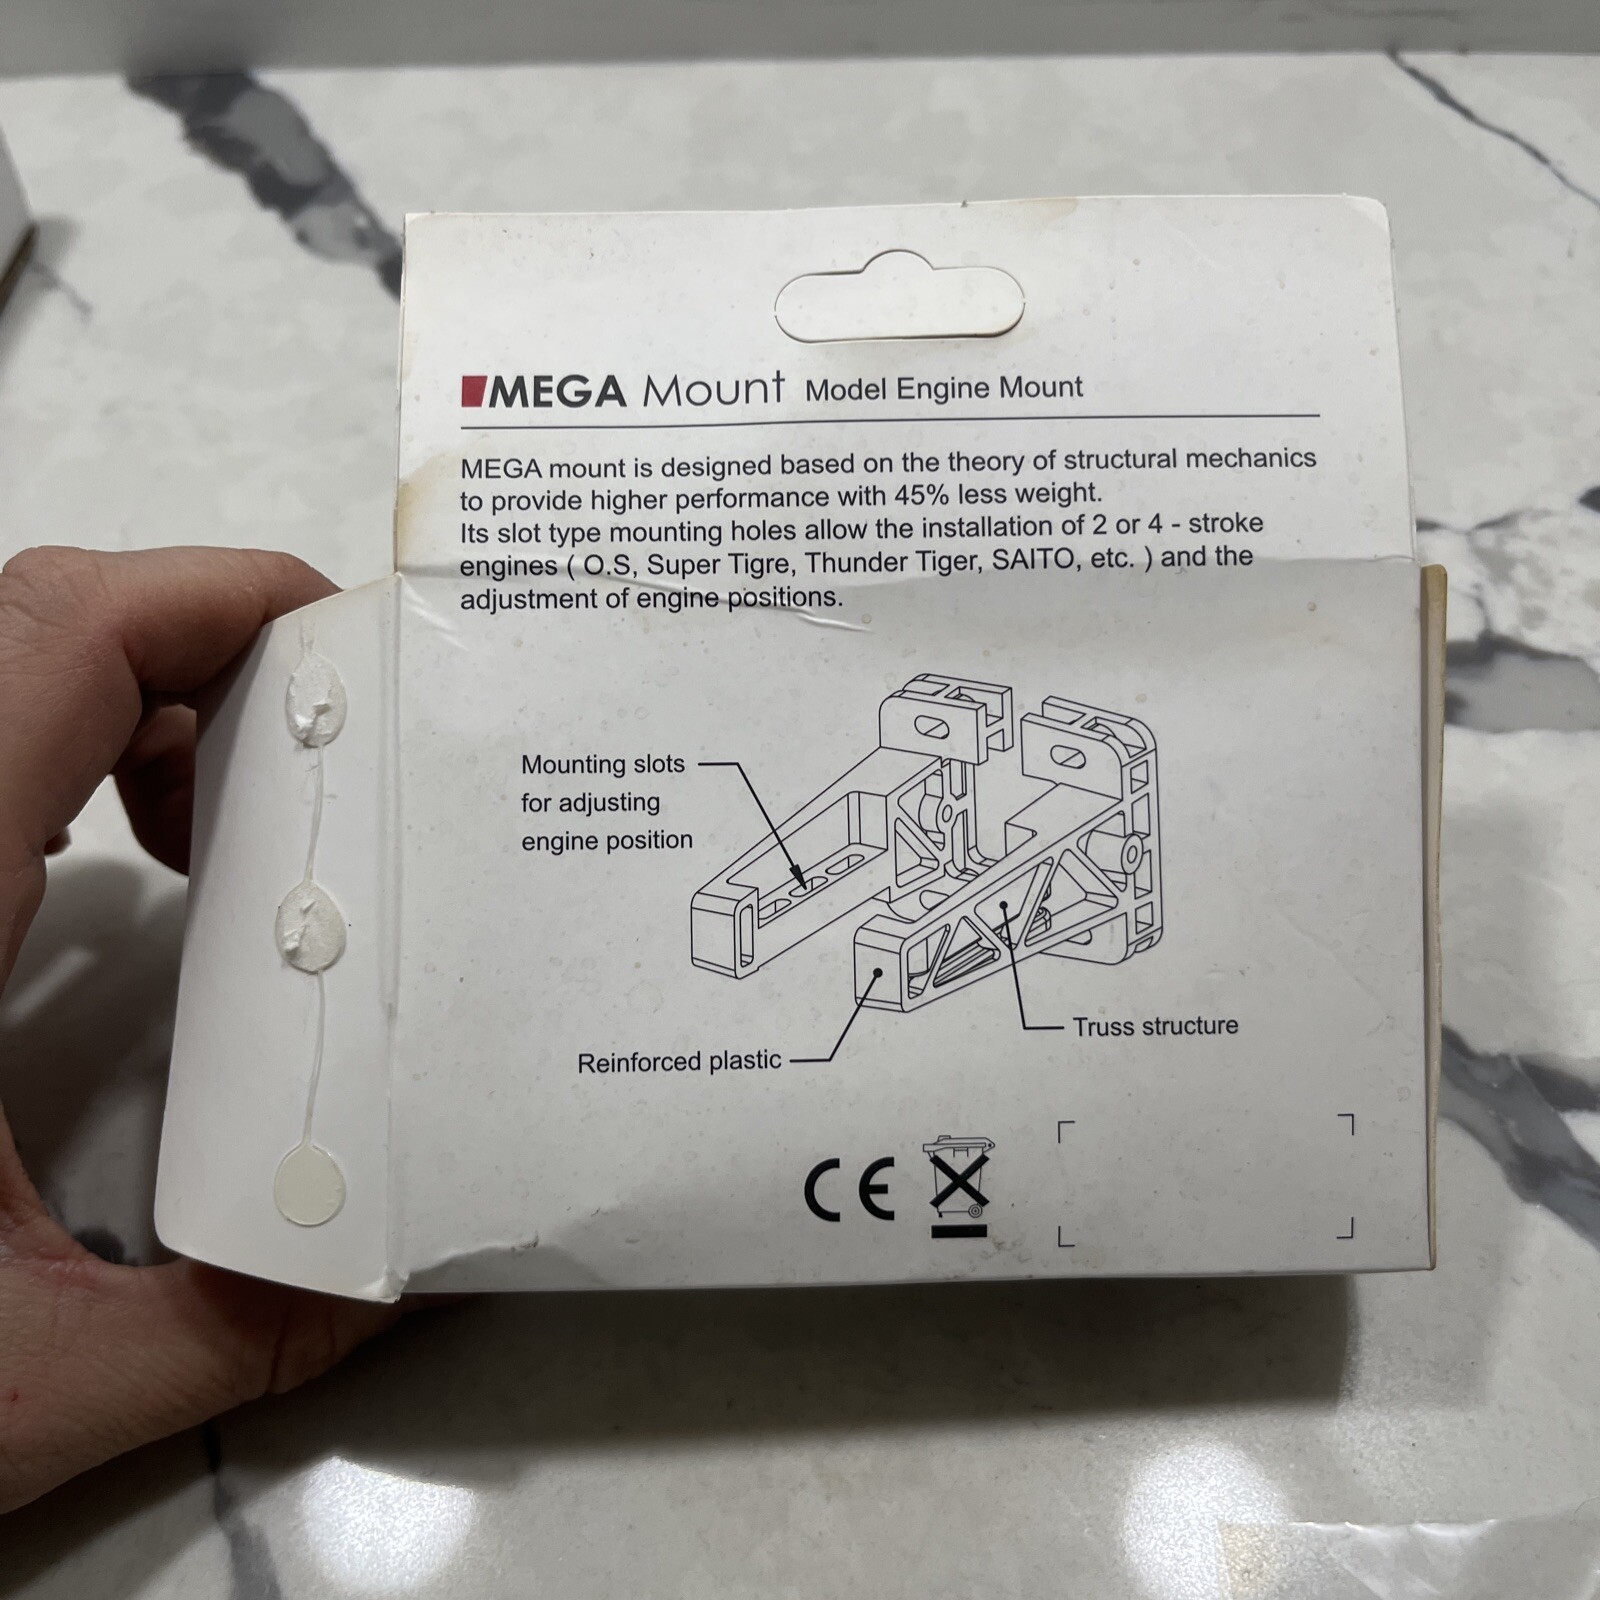 MEGA Mount Model Engine Mount
MEGA mount is designed based on the theory of structural mechanics
to provide higher performance with 45% less weight.
Its slot type mounting holes allow the installation of 2 or 4 - stroke
engines ( O.S, Super Tigre, Thunder Tiger, SAITO, etc. ) and the
adjustment of engine positions.
Mounting slots
for adjusting
engine position
Truss structure
Reinforced plastic
CE